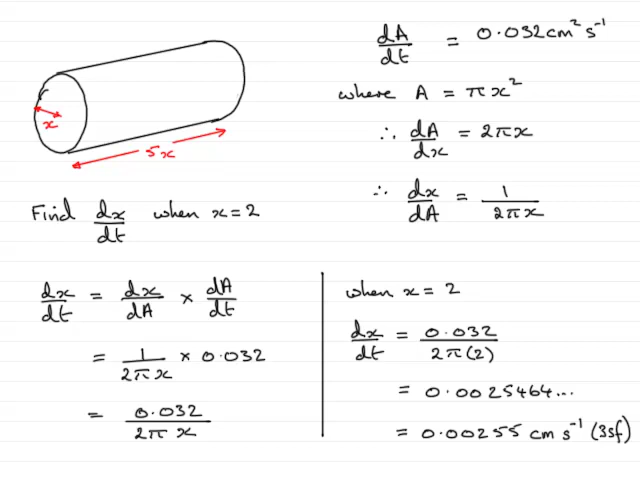 x
5x
dA/dt = 0.032 cm² s⁻¹
where A = πx²
∴ dA/dx = 2πx
∴ dx/dA = 1/2πx
Find dx/dt when x = 2
dx/dt = dx/dA × dA/dt
= 1/2πx × 0.032
= 0.032/2πx
when x = 2
dx/dt = 0.032/2π(2)
= 0.0025464...
= 0.00255 cm s⁻¹ (3sf)